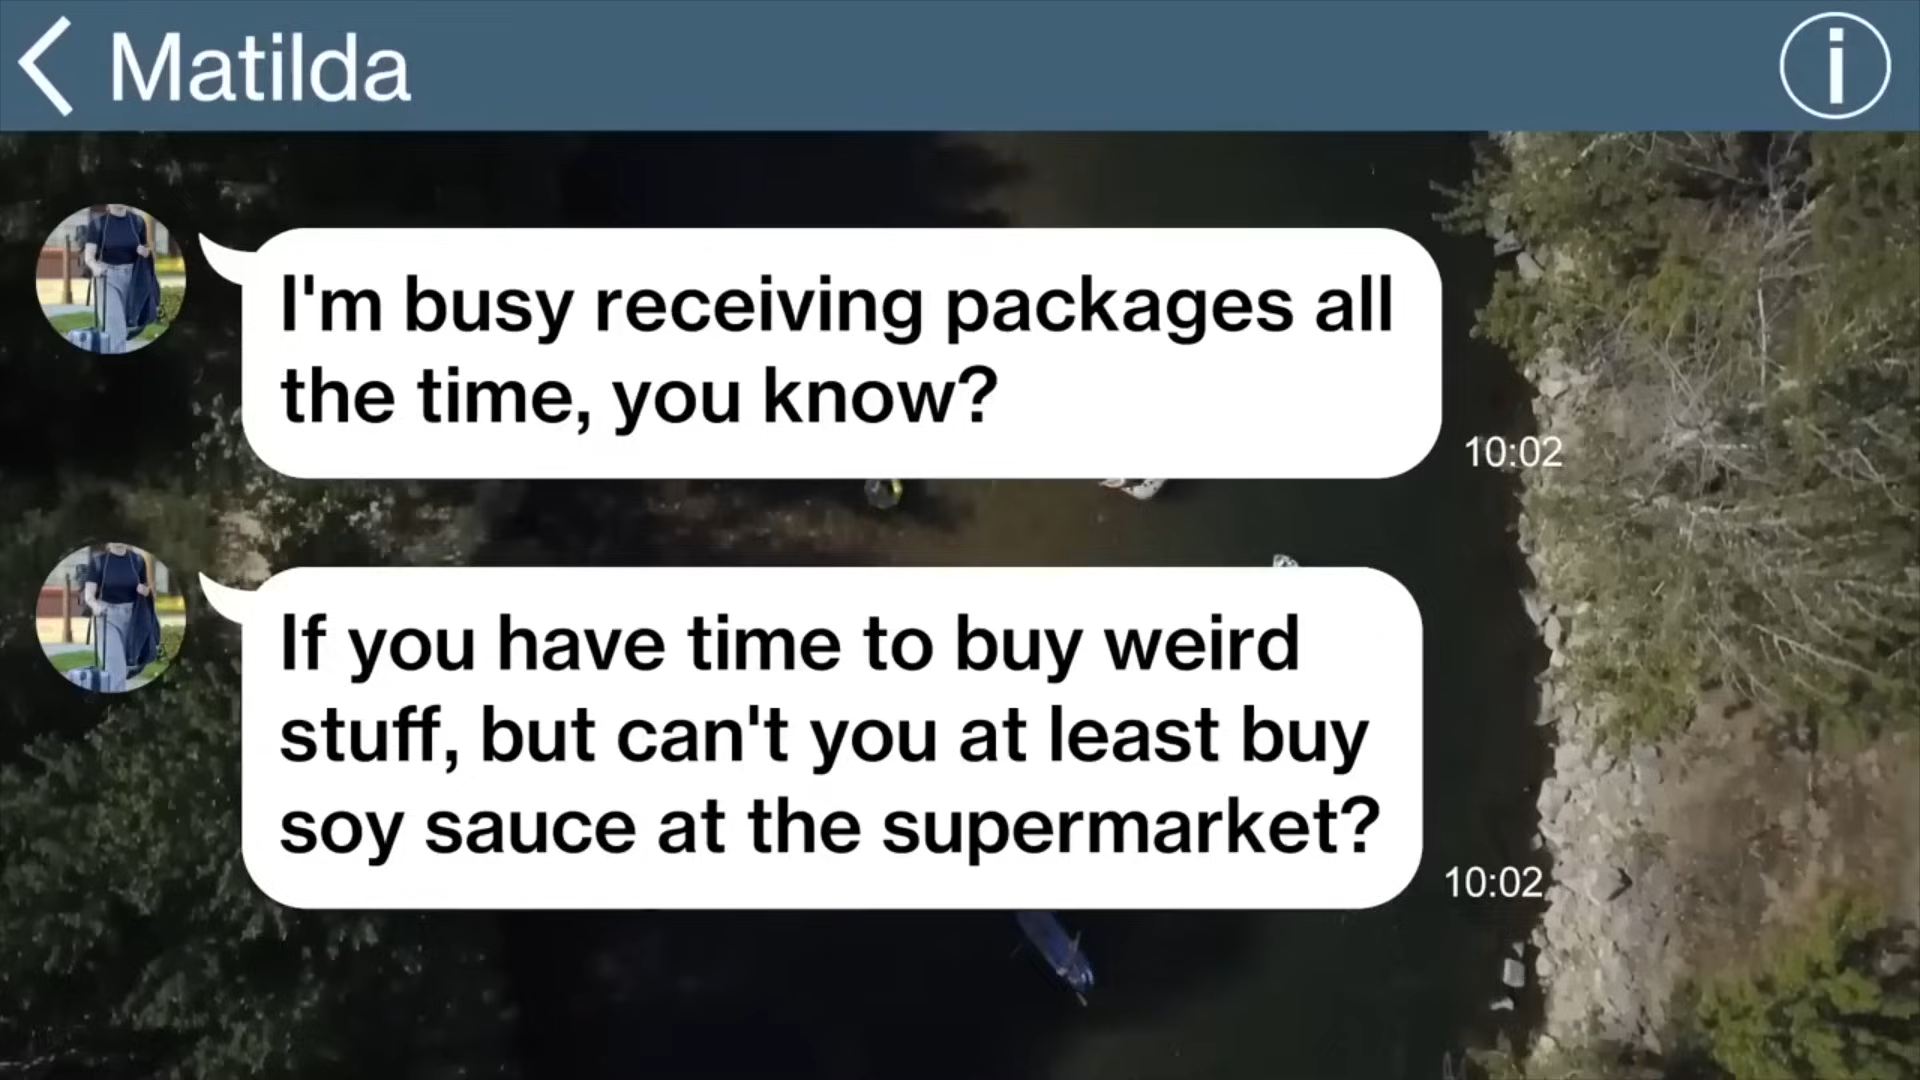 Matilda
I'm busy receiving packages all
the time, you know?
10:02
If you have time to buy weird
stuff, but can't you at least buy
soy sauce at the supermarket?
10:02